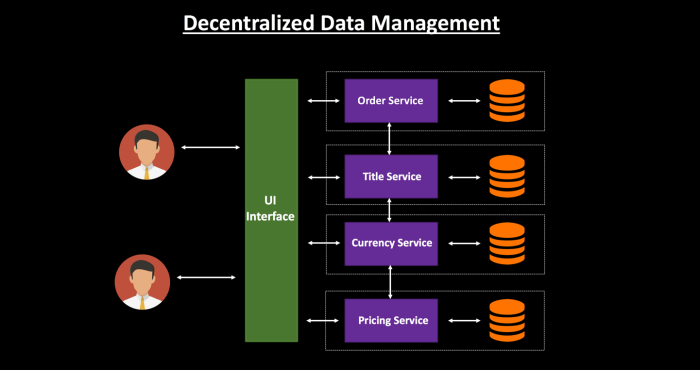 Decentralized Data Management
Order Service
Title Service
UI
Interface
Currency Service
Pricing Service